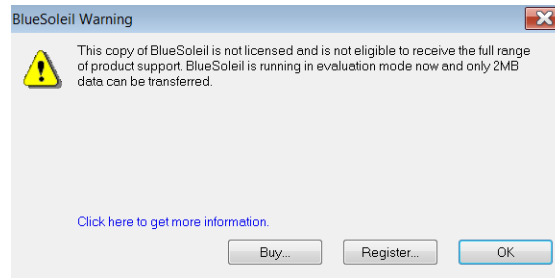 BlueSoleil Warning
This copy of BlueSoleil is not licensed and is not eligible to receive the full range
of product support. BlueSoleil is running in evaluation mode now and only 2MB
data can be transferred.
Click here to get more information.
Buy... Register... OK